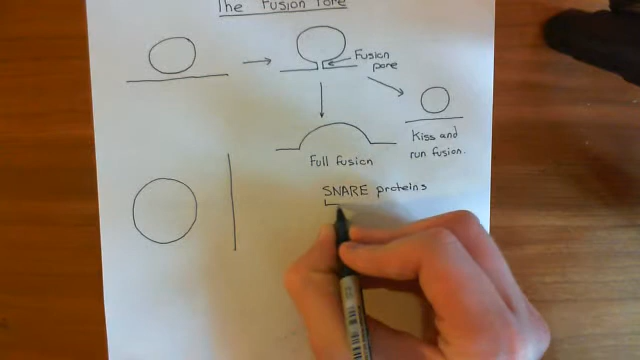 The Fusion Pore
Fusion
pore
Kiss and
run fusion.
Full fusion
SNARE proteins